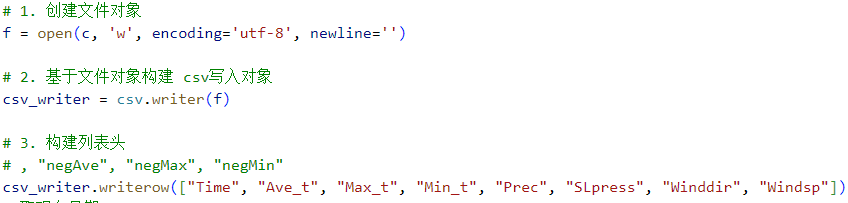 # 1. 创建文件对象
f = open(c, 'w', encoding='utf-8', newline='')
# 2. 基于文件对象构建 csv写入对象
csv_writer = csv.writer(f)
# 3. 构建列表头
# , "negAve", "negMax", "negMin"
csv_writer.writerow(["Time", "Ave_t", "Max_t", "Min_t", "Prec", "SLpress", "Winddir", "Windsp"])